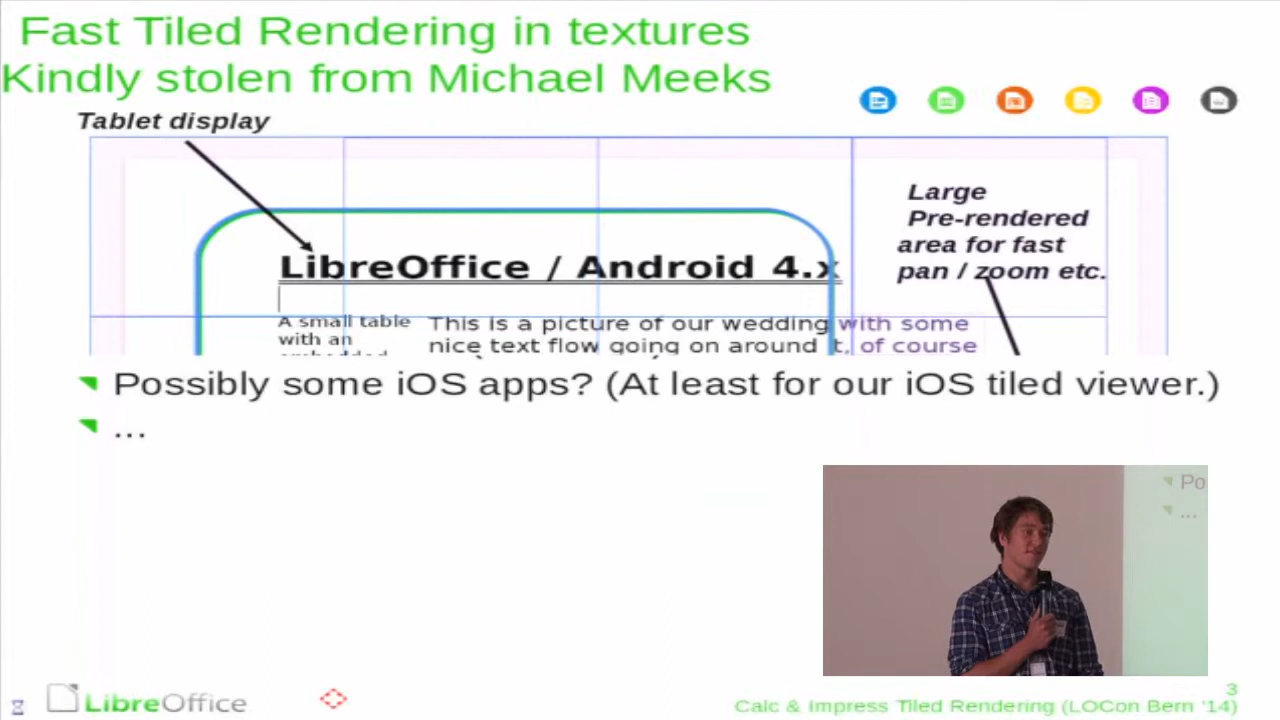 Fast Tiled Rendering in textures
Kindly stolen from Michael Meeks
Tablet display
Large
Pre-rendered
area for fast
pan / zoom etc.
LibreOffice / Android 4.x
A small table
with an
embedded
This is a picture of our wedding with some
nice text flow going on around it, of course
Possibly some iOS apps? (At least for our iOS tiled viewer.)
...
Po
...
LibreOffice
3
Calc & Impress Tiled Rendering (LOCon Bern '14)